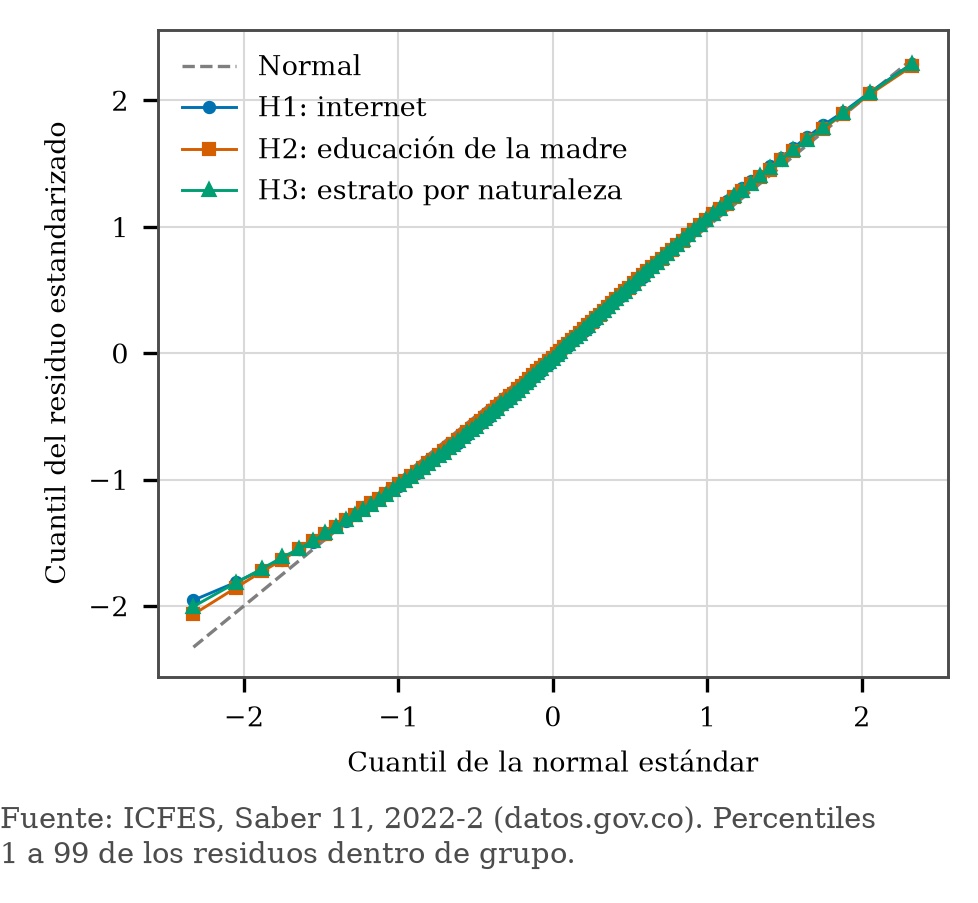 Normal
H1: internet
H2: educación de la madre
H3: estrato por naturaleza
Cuantil del residuo estandarizado
2
1
0
−1
−2
−2 −1 0 1 2
Cuantil de la normal estándar
Fuente: ICFES, Saber 11, 2022-2 (datos.gov.co). Percentiles
1 a 99 de los residuos dentro de grupo.